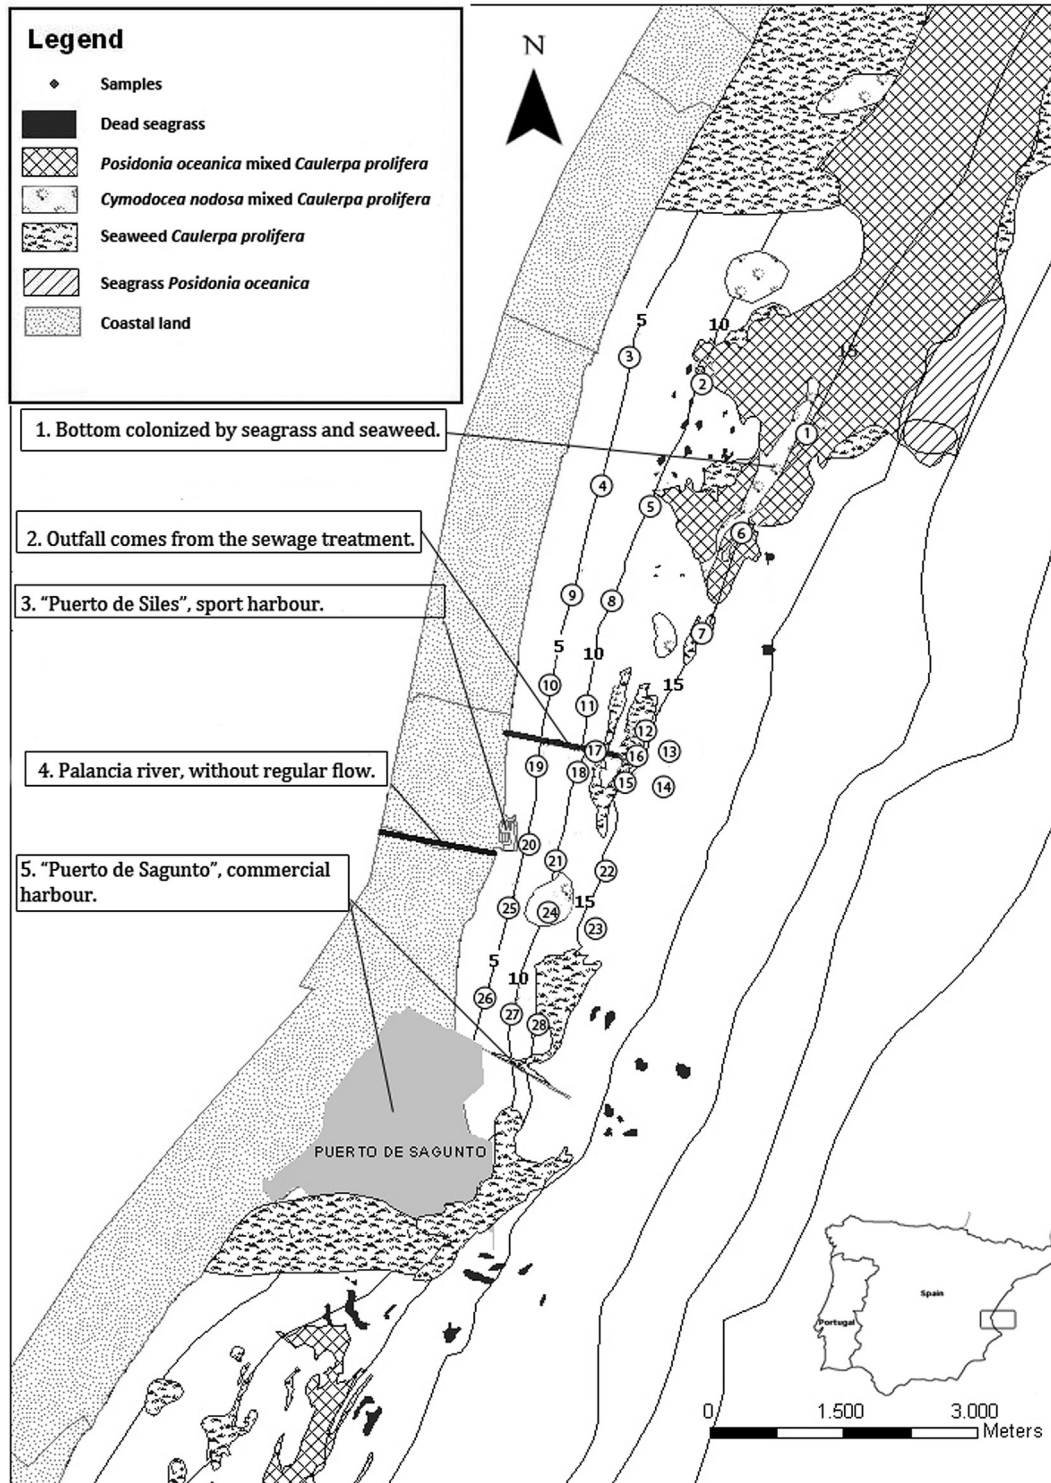 Legend
Samples
Dead seagrass
Posidonia oceanica mixed Caulerpa prolifera
Cymodocea nodosa mixed Caulerpa prolifera
Seaweed Caulerpa prolifera
Seagrass Posidonia oceanica
Coastal land
N
5
10
15
3
2
1
1. Bottom colonized by seagrass and seaweed.
4
5
6
2. Outfall comes from the sewage treatment.
3. “Puerto de Siles”, sport harbour.
9
8
7
5
10
15
10
11
12
13
17
16
19
18
15
14
4. Palancia river, without regular flow.
20
21
22
5. “Puerto de Sagunto”, commercial
harbour.
25
24
15
23
5
10
26
27
28
PUERTO DE SAGUNTO
Spain
Portugal
0 1.500 3.000
Meters